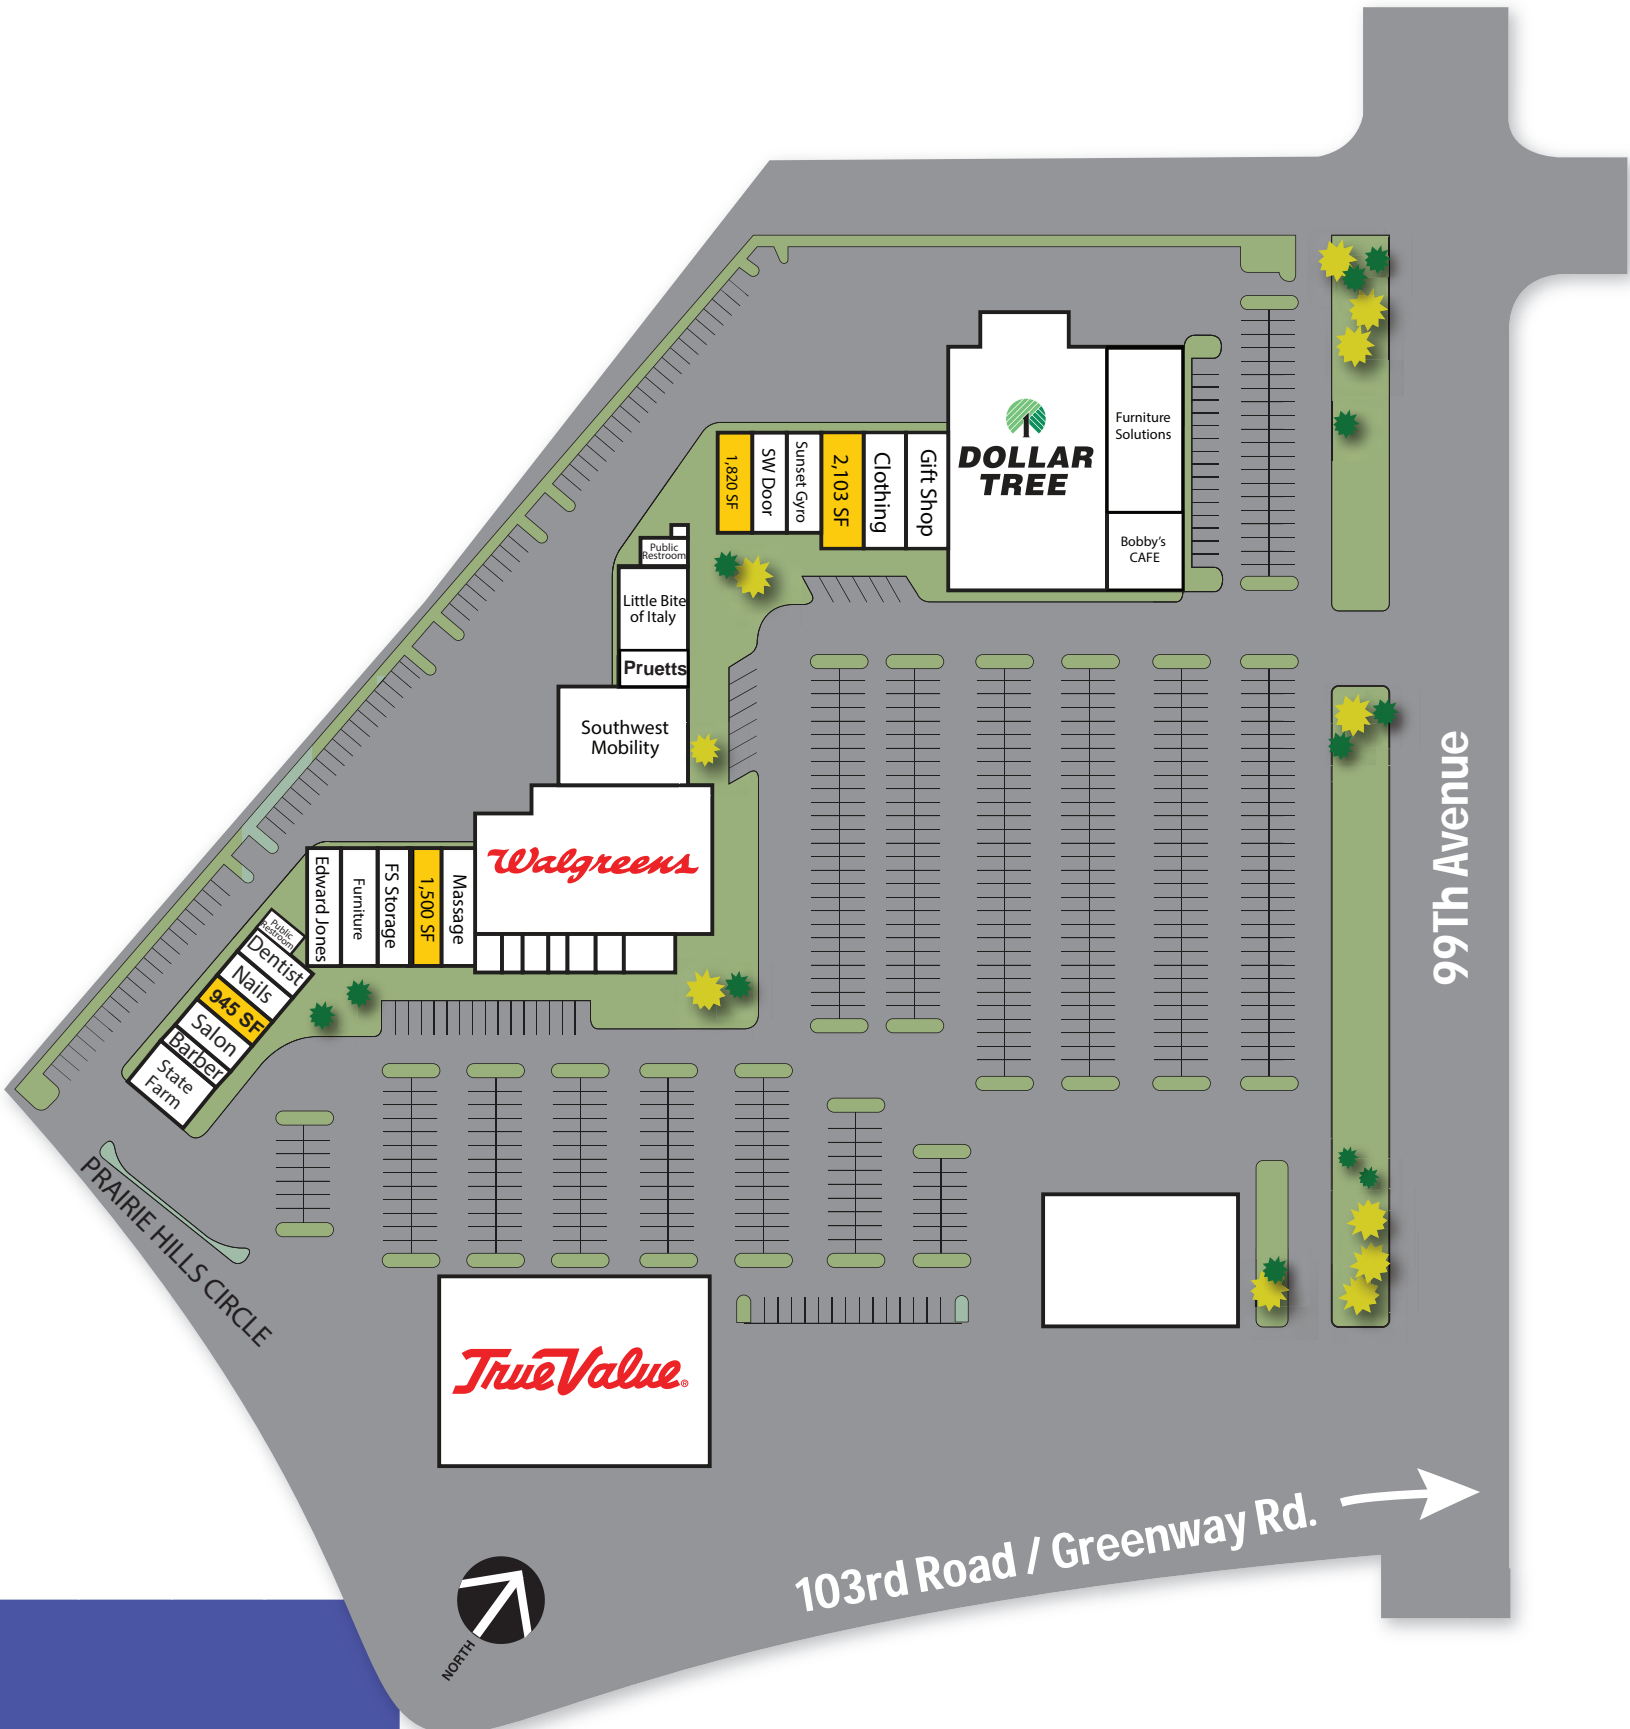 Furniture
Solutions
DOLLAR
TREE
Bobby's
CAFE
1,820 SF
SW Door
Sunset Gyro
2,103 SF
Clothing
Gift Shop
Public
Restroom
Little Bite
of Italy
Pruetts
Southwest
Mobility
Walgreens
Edward Jones
Furniture
FS Storage
1,500 SF
Massage
Public
Restroom
Dentist
Nails
945 SF
Salon
Barber
State
Farm
99Th Avenue
PRAIRIE HILLS CIRCLE
True Value®
103rd Road / Greenway Rd.
NORTH